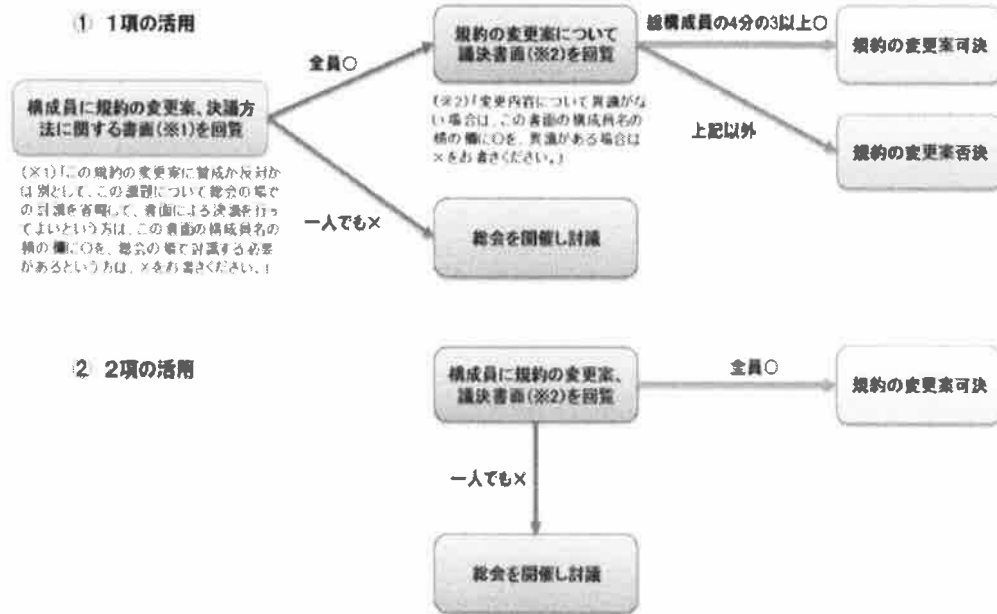 ① 1項の活用
構成員に規約の変更案、決議方
法に関する書面(※1)を回覧
(※1)「この規約の変更案に賛成か反対か
は別として、この議題について総会の場で
の討議を省略して、書面による決議を行っ
てよいという方は、この書面の構成員名の
横の欄に○を、総会の場で討議する必要
があるという方は、×をお書きください。」
全員○
一人でも×
規約の変更案について
議決書面(※2)を回覧
(※2)「変更内容について異議がな
い場合は、この書面の構成員名の
横の欄に○を、異議がある場合は
×をお書きください。」
総会を開催し討議
総構成員の4分の3以上○
規約の変更案可決
上記以外
規約の変更案否決
② 2項の活用
構成員に規約の変更案、
議決書面(※2)を回覧
全員○
規約の変更案可決
一人でも×
総会を開催し討議